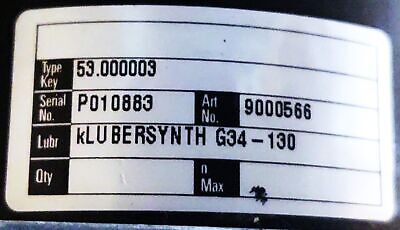 Type Key 53.000003
Serial No. P010883 Art No. 9000566
Lubr kLUBERSYNTH G34-130
Qty n Max